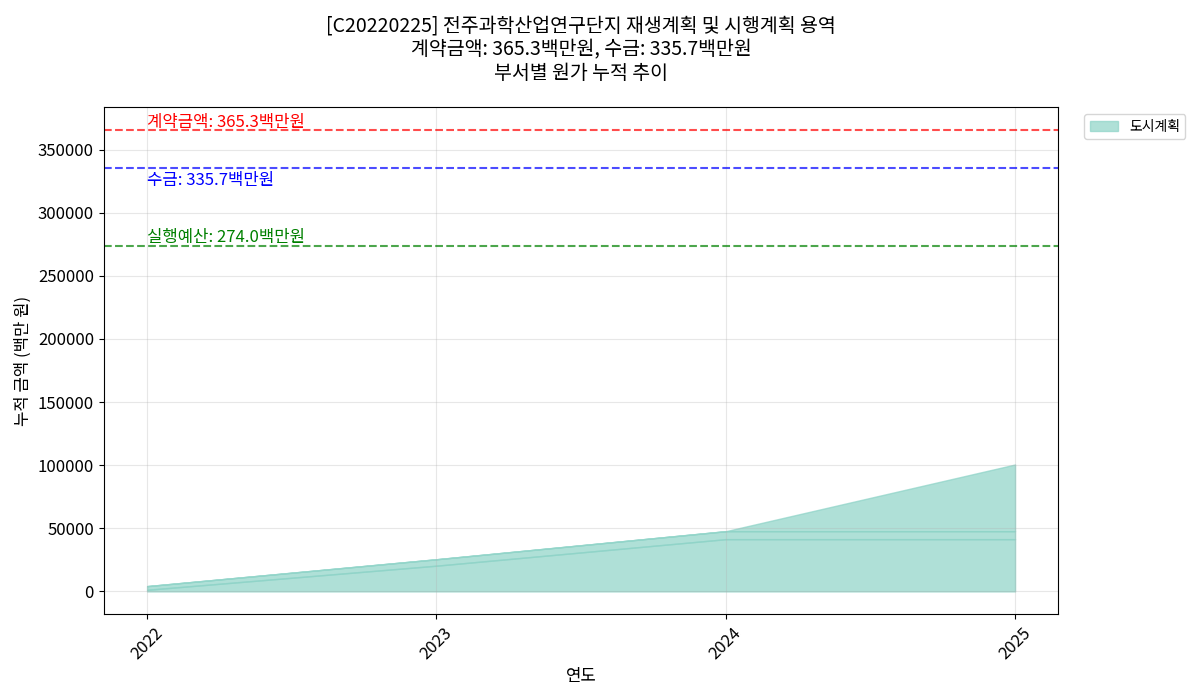 [C20220225] 전주과학산업연구단지 재생계획 및 시행계획 용역
계약금액: 365.3백만원, 수금: 335.7백만원
부서별 원가 누적 추이
계약금액: 365.3백만원
수금: 335.7백만원
실행예산: 274.0백만원
도시계획
누적 금액 (백만 원)
350000
300000
250000
200000
150000
100000
50000
0
2022
2023
2024
2025
연도